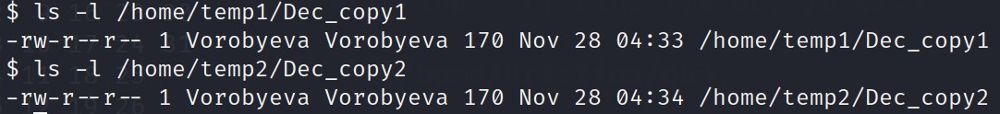 $ ls -l /home/temp1/Dec_copy1
-rw-r--r-- 1 Vorobyeva Vorobyeva 170 Nov 28 04:33 /home/temp1/Dec_copy1
$ ls -l /home/temp2/Dec_copy2
-rw-r--r-- 1 Vorobyeva Vorobyeva 170 Nov 28 04:34 /home/temp2/Dec_copy2